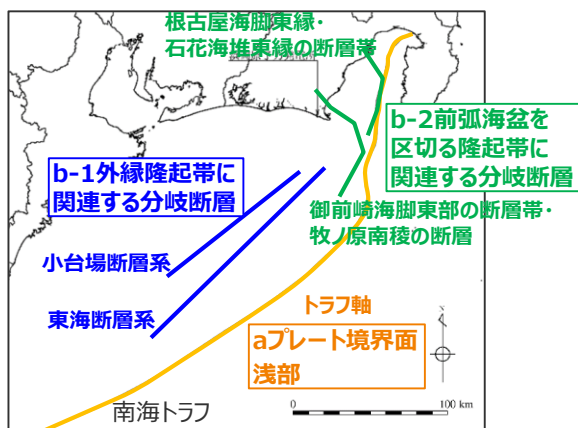 根古屋海脚東縁・
石花海堆東縁の断層帯
b-2前弧海盆を
区切る隆起帯に
関連する分岐断層
b-1外縁隆起帯に
関連する分岐断層
御前崎海脚東部の断層帯・
牧ノ原南稜の断層
小台場断層系
東海断層系
トラフ軸
aプレート境界面
浅部
南海トラフ
0
100 km